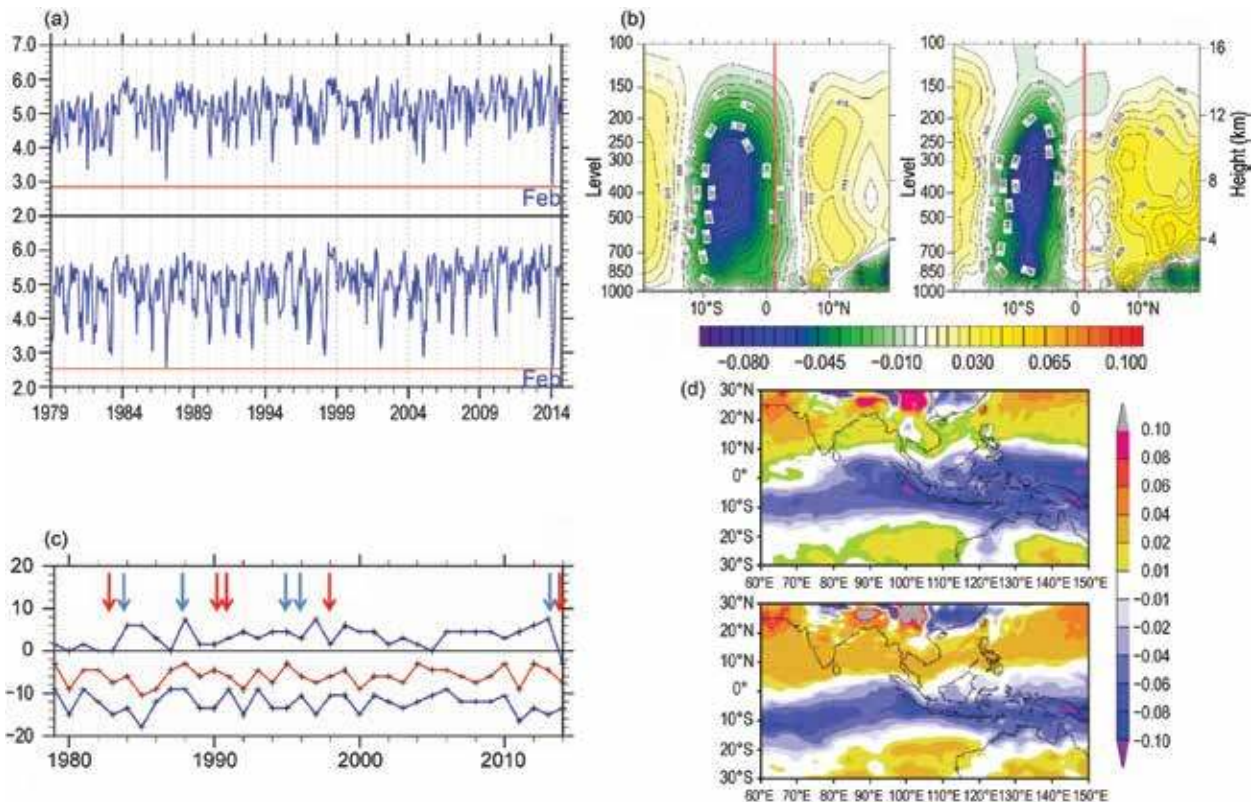 (a)
7.0
6.0
5.0
4.0
3.0
Feb
2.0
6.0
5.0
4.0
3.0
Feb
2.0
1979 1984 1989 1994 1999 2004 2009 2014
(b)
100
150
200
250
300
400
500
700
850
1000
Level
10°S 0 10°N
100
150
200
250
300
400
500
700
850
1000
Level
10°S 0 10°N
16
12
8
4
Height (km)
−0.080 −0.045 −0.010 0.030 0.065 0.100
(c)
20
10
0
−10
−20
1980 1990 2000 2010
(d)
30°N
20°N
10°N
0°
10°S
20°S
30°S
60°E 70°E 80°E 90°E 100°E 110°E 120°E 130°E 140°E 150°E
30°N
20°N
10°N
0°
10°S
20°S
30°S
60°E 70°E 80°E 90°E 100°E 110°E 120°E 130°E 140°E 150°E
0.10
0.08
0.06
0.04
0.02
0.01
−0.01
−0.02
−0.04
−0.06
−0.08
−0.10